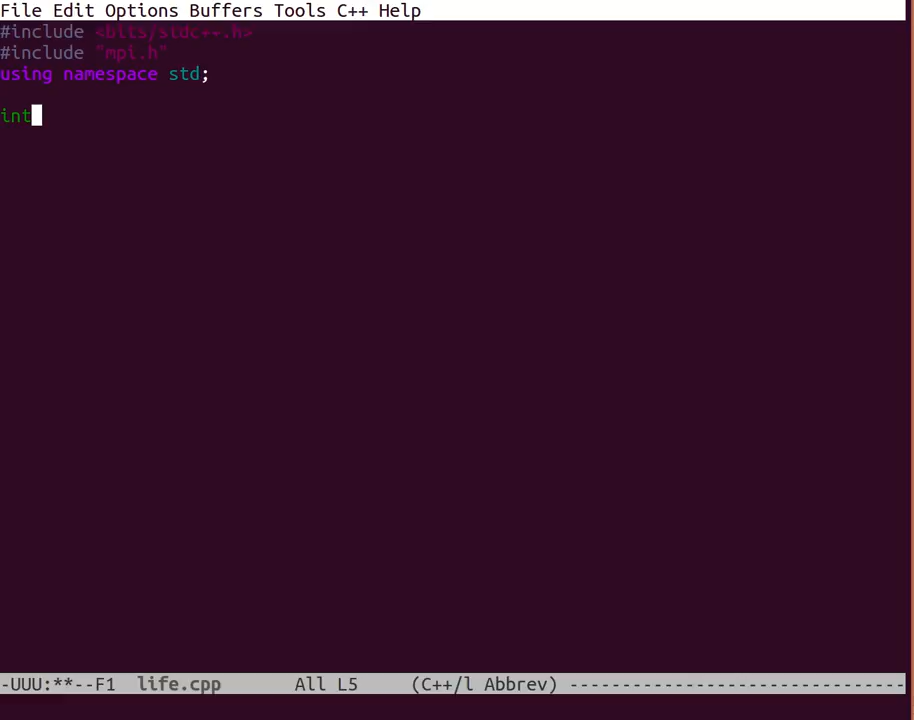 File Edit Options Buffers Tools C++ Help
#include <bits/stdc++.h>
#include "mpi.h"
using namespace std;
int
-UUU:**--F1 life.cpp All L5 (C++/l Abbrev) --------------------------------